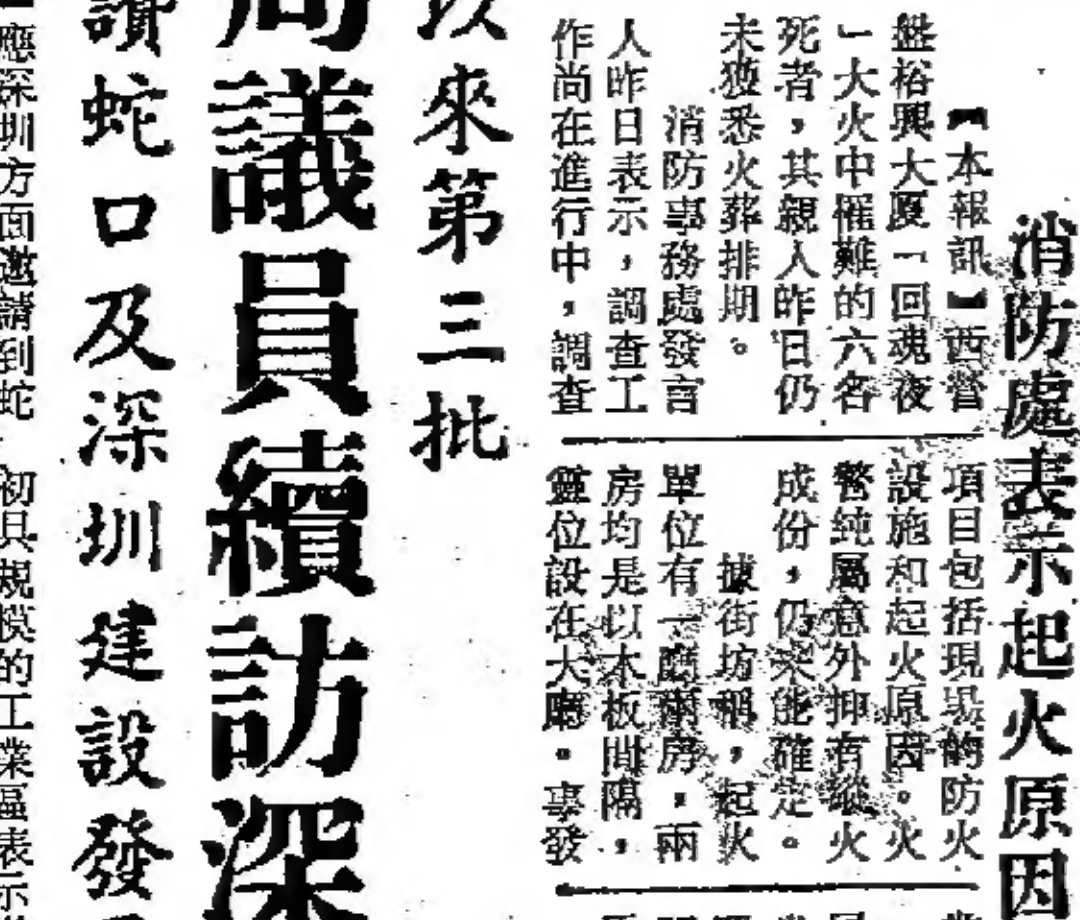 消防處表示起火原因
【本報訊】西營
盤裕興大廈「回魂夜
」大火中罹難的六名
死者，其親人昨日仍
未獲悉火葬排期。
消防事務處發言
人昨日表示，調查工
作尚在進行中，調查
項目包括現場的防火
設施和起火原因。火
警純屬意外抑有縱火
成份，仍未能確定。
據街坊稱，起火
單位有一廳兩房，兩
房均是以木板間隔，
靈位設在大廳。事發
以來第三批
局議員續訪深
讚蛇口及深圳建設發
應深圳方面邀請到蛇
初具規模的工業區表示